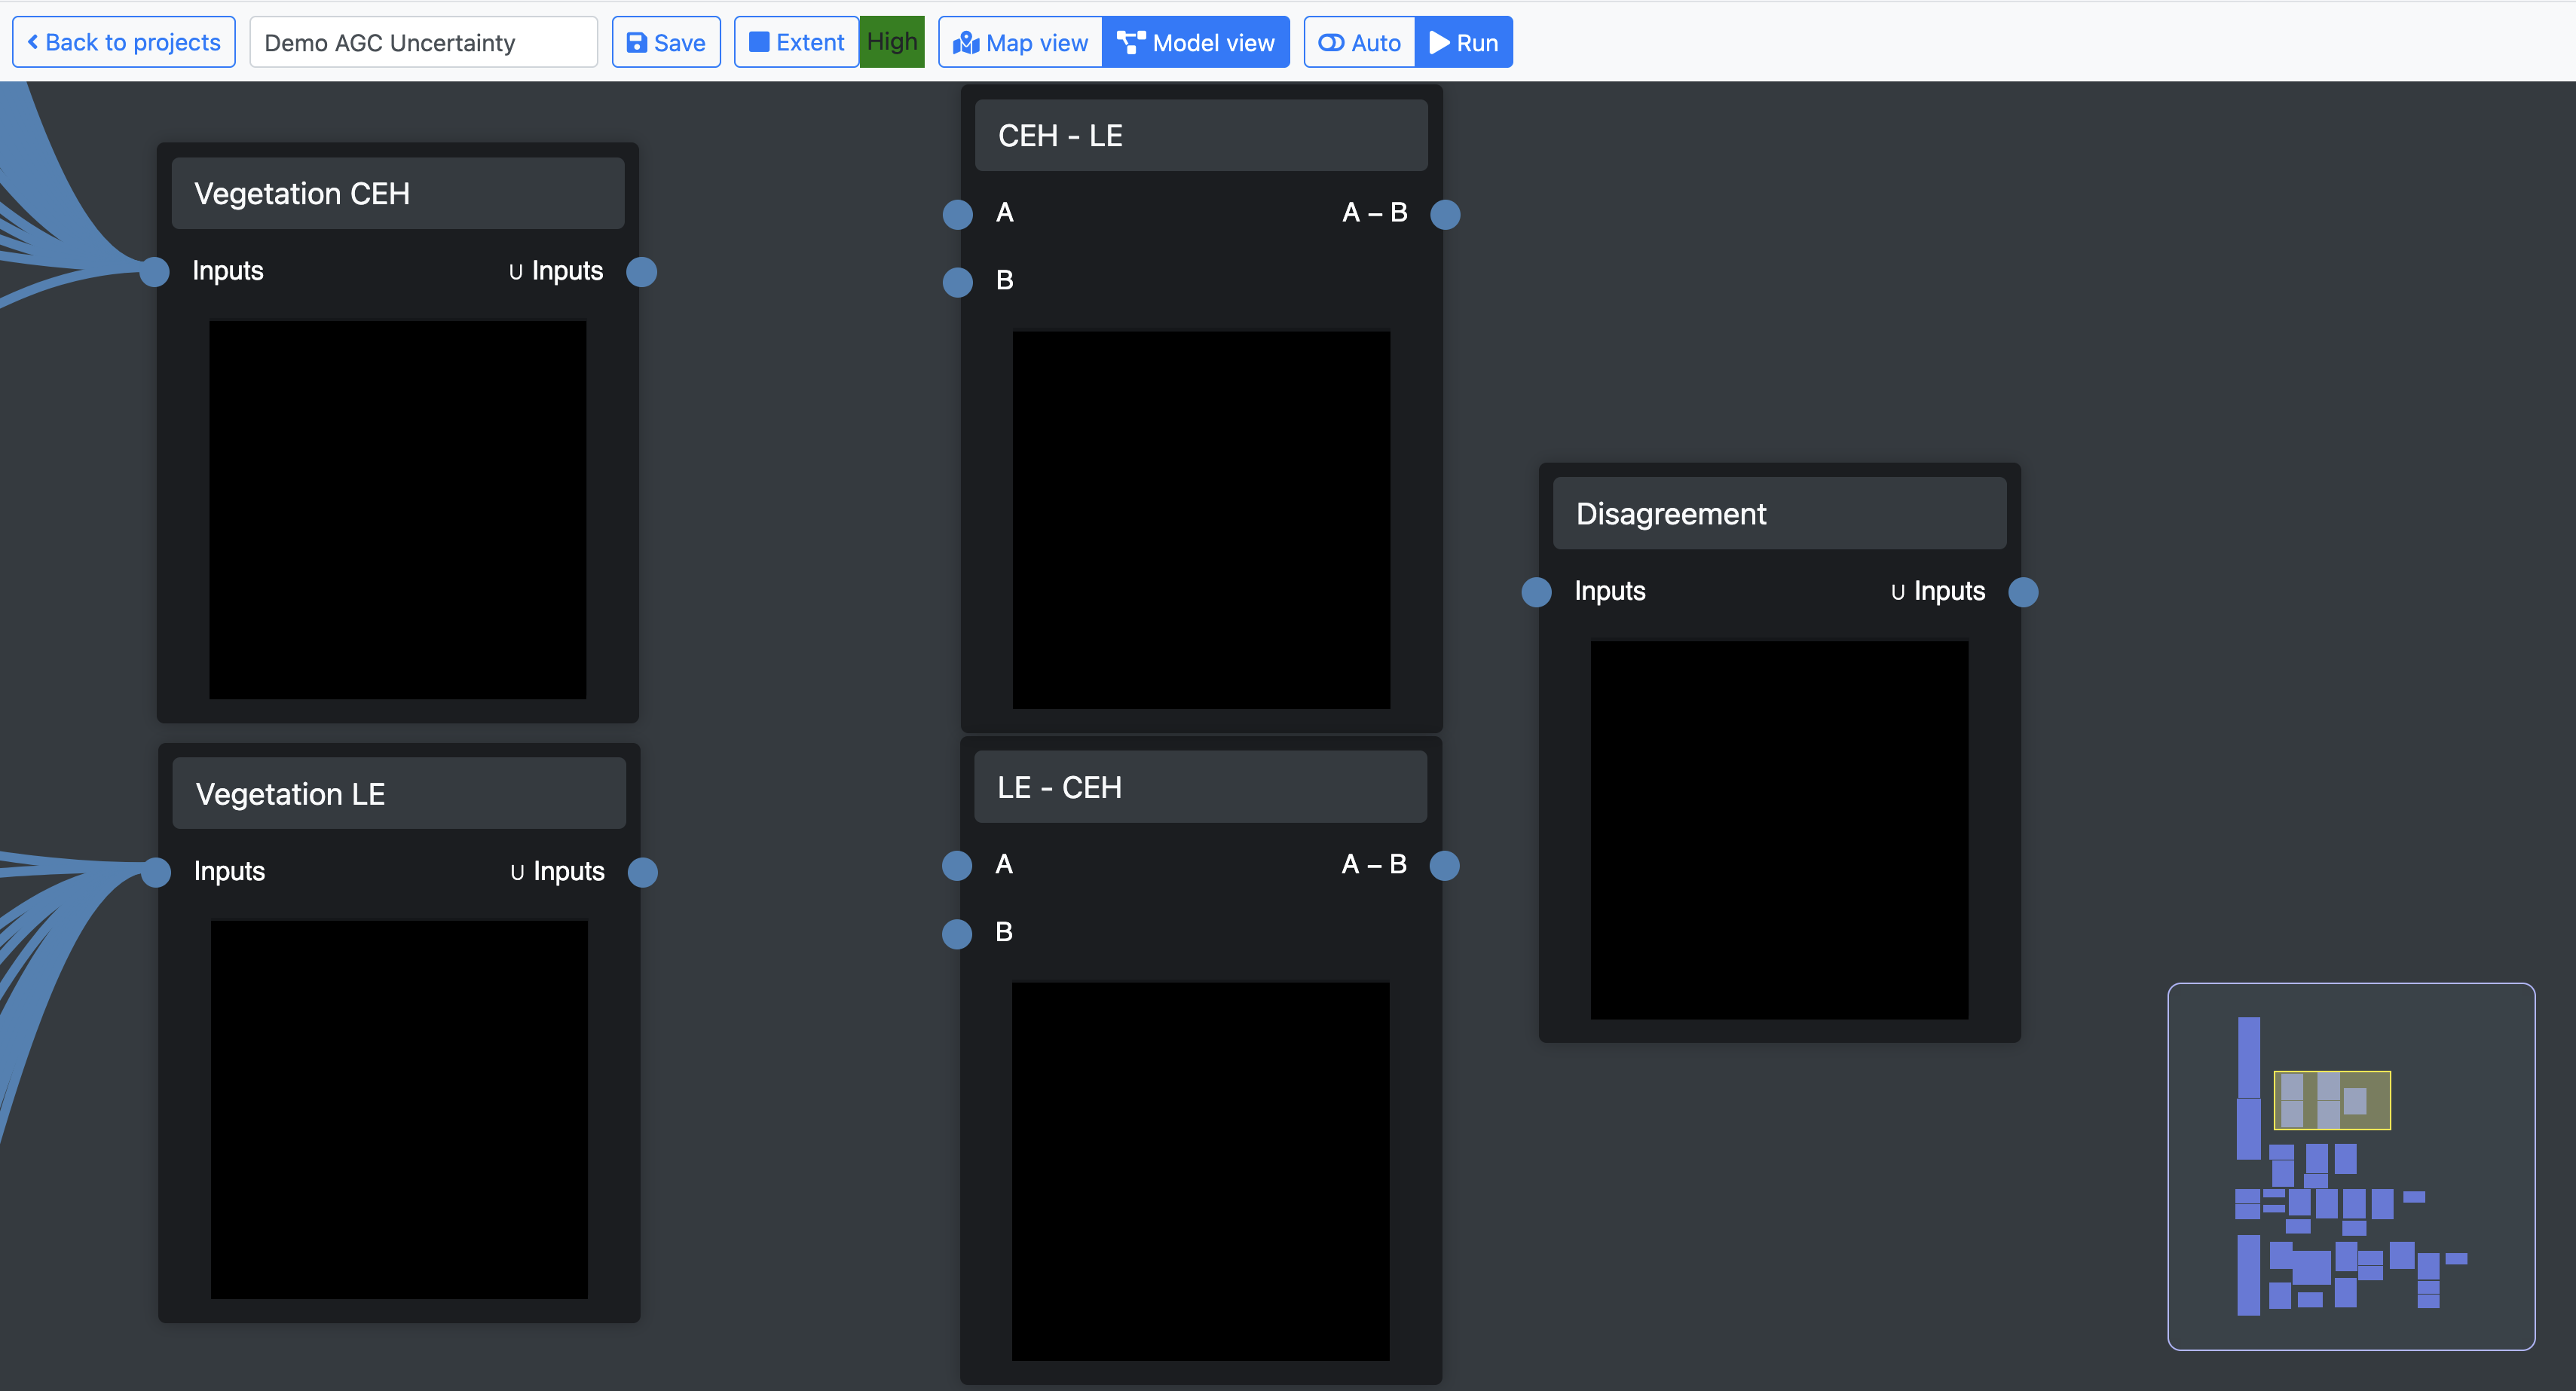 Back to projects
Demo AGC Uncertainty
Save
Extent
High
Map view
Model view
Auto
Run
Vegetation CEH
Inputs
∪ Inputs
CEH - LE
A
A – B
B
Disagreement
Inputs
∪ Inputs
Vegetation LE
Inputs
∪ Inputs
LE - CEH
A
A – B
B